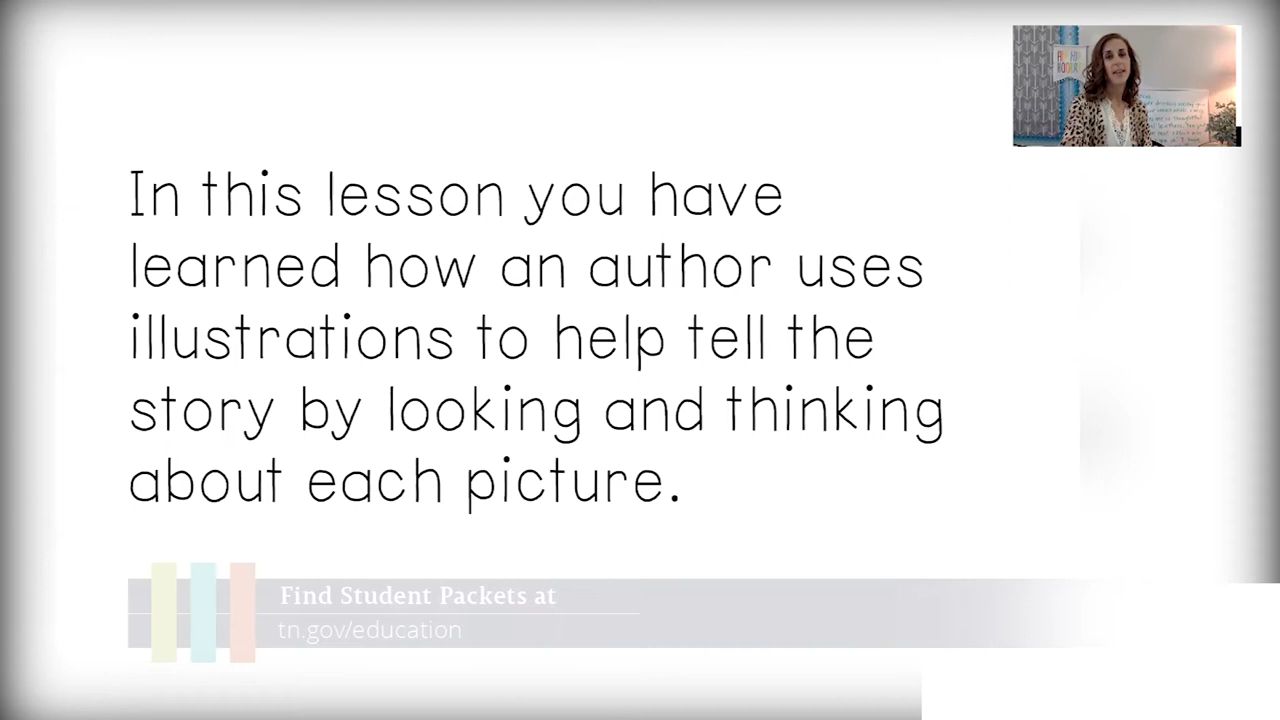 In this lesson you have
learned how an author uses
illustrations to help tell the
story by looking and thinking
about each picture.
Find Student Packets at
tn.gov/education